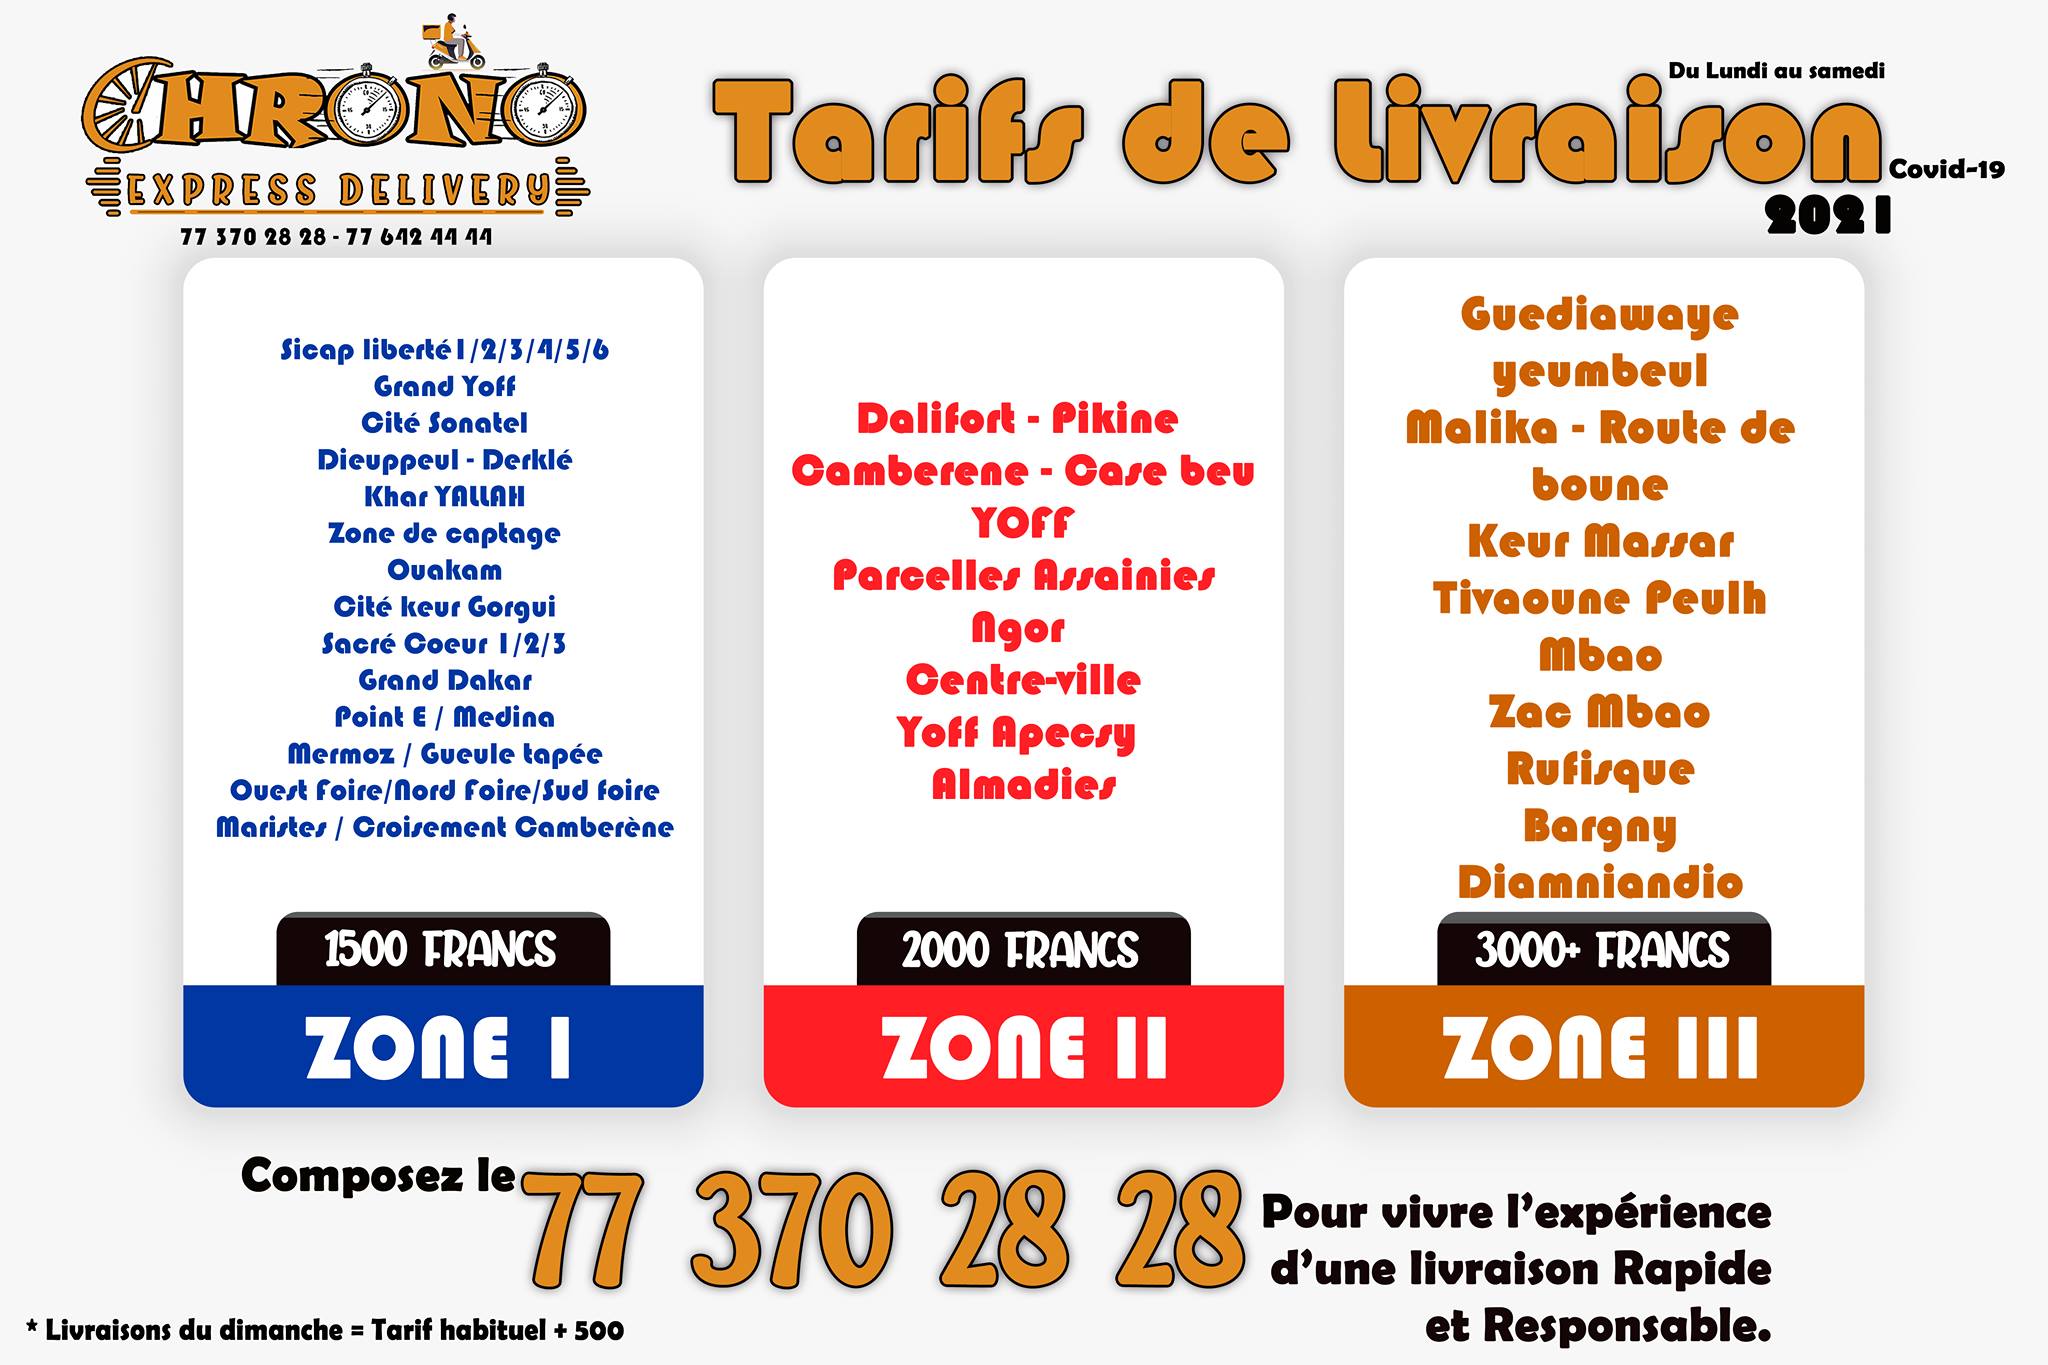 CHRONO
EXPRESS DELIVERY
77 370 28 28 - 77 642 44 44
Du Lundi au samedi
Tarifs de Livraison
Covid-19
2021
Sicap liberté1/2/3/4/5/6
Grand Yoff
Cité Sonatel
Dieuppeul - Derklé
Khar YALLAH
Zone de captage
Ouakam
Cité keur Gorgui
Sacré Coeur 1/2/3
Grand Dakar
Point E / Medina
Mermoz / Gueule tapée
Ouest Foire/Nord Foire/Sud foire
Maristes / Croisement Camberène
1500 FRANCS
ZONE I
Dalifort - Pikine
Camberene - Case beu
YOFF
Parcelles Assainies
Ngor
Centre-ville
Yoff Apecsy
Almadies
2000 FRANCS
ZONE II
Guediawaye
yeumbeul
Malika - Route de
boune
Keur Massar
Tivaoune Peulh
Mbao
Zac Mbao
Rufisque
Bargny
Diamniandio
3000+ FRANCS
ZONE III
Composez le 77 370 28 28
Pour vivre l'expérience
d'une livraison Rapide
et Responsable.
* Livraisons du dimanche = Tarif habituel + 500